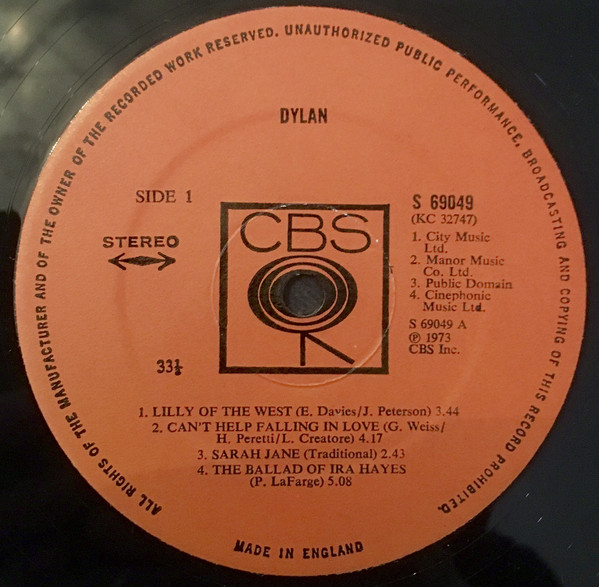 ALL RIGHTS OF THE MANUFACTURER AND OF THE OWNER OF THE RECORDED WORK RESERVED. UNAUTHORIZED PUBLIC PERFORMANCE, BROADCASTING AND COPYING OF THIS RECORD PROHIBITED.
DYLAN
SIDE 1
STEREO
33⅓
CBS
S 69049
(KC 32747)
1. City Music
Ltd.
2. Manor Music
Co. Ltd.
3. Public Domain
4. Cinephonic
Music Ltd.
S 69049 A
℗ 1973
CBS Inc.
1. LILLY OF THE WEST (E. Davies/J. Peterson) 3.44
2. CAN'T HELP FALLING IN LOVE (G. Weiss/
H. Peretti/L. Creatore) 4.17
3. SARAH JANE (Traditional) 2.43
4. THE BALLAD OF IRA HAYES
(P. LaFarge) 5.08
MADE IN ENGLAND